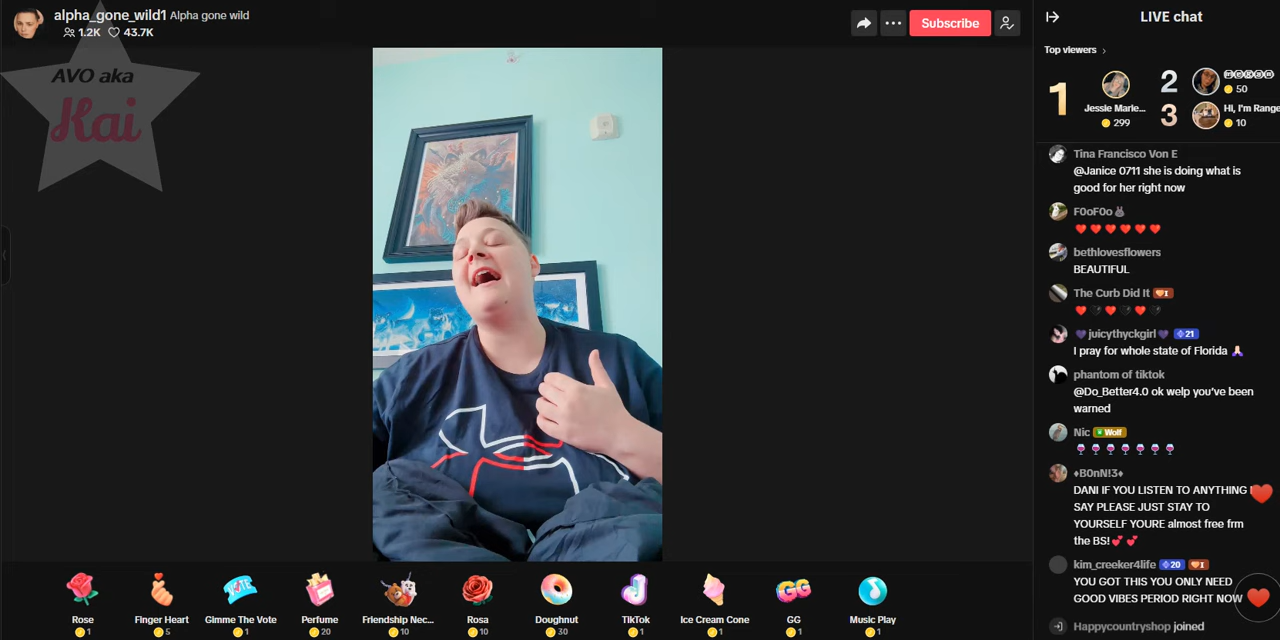 alpha_gone_wild1 Alpha gone wild
1.2K 43.7K
AVO aka
Kai
Subscribe
LIVE chat
Top viewers
1
Jessie Marie...
299
2
50
3
Hi, I'm Range
10
Tina Francisco Von E
@Janice 0711 she is doing what is
good for her right now
F0oF0o
bethlovesflowers
BEAUTIFUL
The Curb Did It I
juicythyckgirl 21
I pray for whole state of Florida
phantom of tiktok
@Do_Better4.0 ok welp you've been
warned
Nic Wolf
♦B0nN!3♦
DANI IF YOU LISTEN TO ANYTHING I
SAY PLEASE JUST STAY TO
YOURSELF YOURE almost free frm
the BS!
kim_creeker4life 20 I
YOU GOT THIS YOU ONLY NEED
GOOD VIBES PERIOD RIGHT NOW
Happycountryshop joined
VOTE
GG
Rose
Finger Heart
Gimme The Vote
Perfume
Friendship Nec...
Rosa
Doughnut
TikTok
Ice Cream Cone
GG
Music Play
1
5
1
20
10
10
30
1
1
1
1